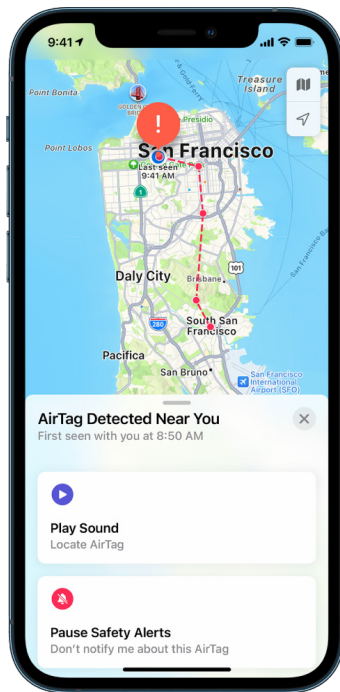 9:41
Treasure
Island
Point Bonita
GOLDEN
Presidio
Point Lobos
San Francisco
Last seen
9:41 AM
1
Daly City
Brisbane
101
280
South San
Francisco
Pacifica
San Bruno
San Francisco
International
Airport (SFO)
AirTag Detected Near You
First seen with you at 8:50 AM
Play Sound
Locate AirTag
Pause Safety Alerts
Don't notify me about this AirTag